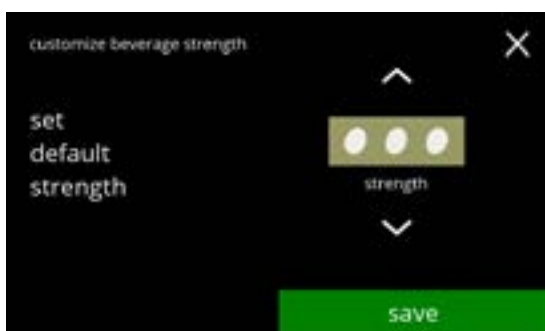 customize beverage strength
set
default
strength
strength
save